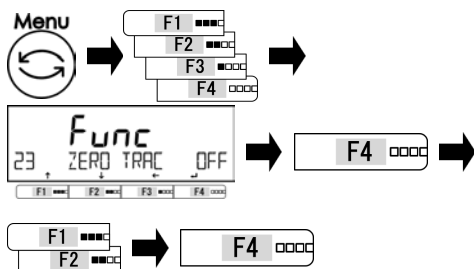 Menu
F1
F2
F3
F4
Func
23 ZERO TRAC OFF
F1 F2 F3 F4
F4
F1
F2
F4